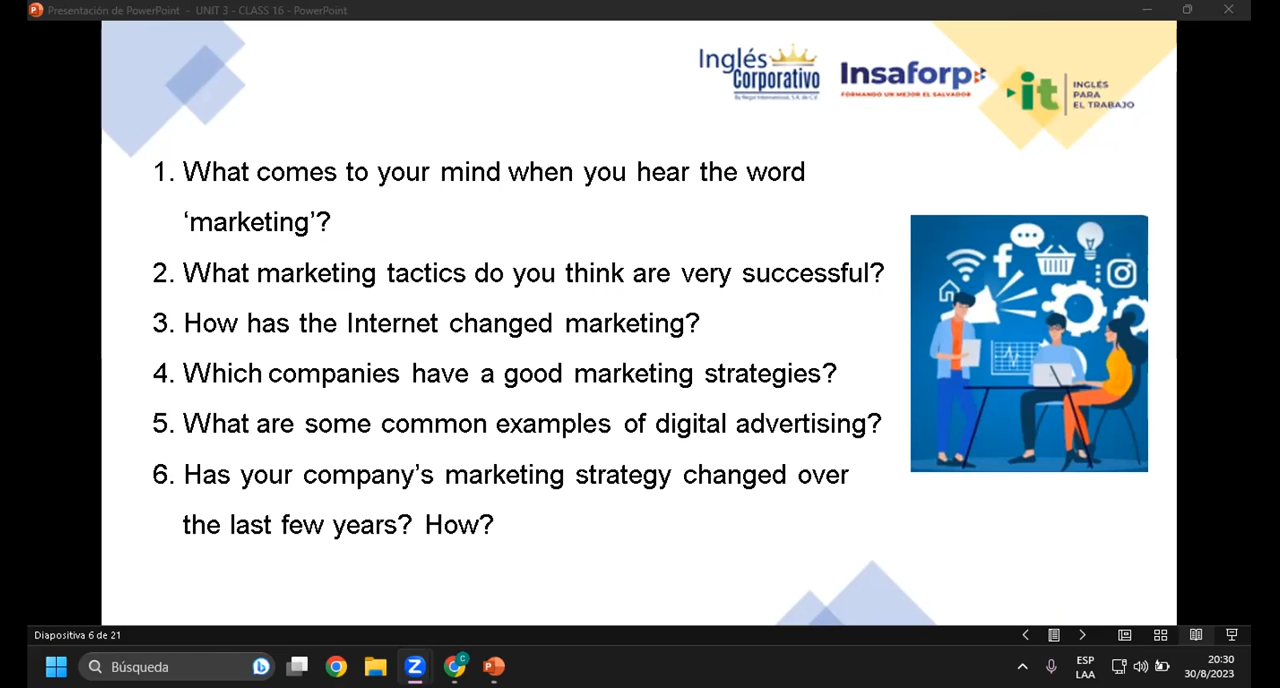 Presentación de PowerPoint - UNIT 3 - CLASS 16 - PowerPoint
Inglés
Corporativo
By Regal International, S.A. de C.V.
Insaforp
FORMANDO UN MEJOR EL SALVADOR
it
INGLÉS
PARA
EL TRABAJO
1. What comes to your mind when you hear the word
‘marketing’?
2. What marketing tactics do you think are very successful?
3. How has the Internet changed marketing?
4. Which companies have a good marketing strategies?
5. What are some common examples of digital advertising?
6. Has your company’s marketing strategy changed over
the last few years? How?
Diapositiva 6 de 21
Búsqueda
ESP
LAA
20:30
30/8/2023